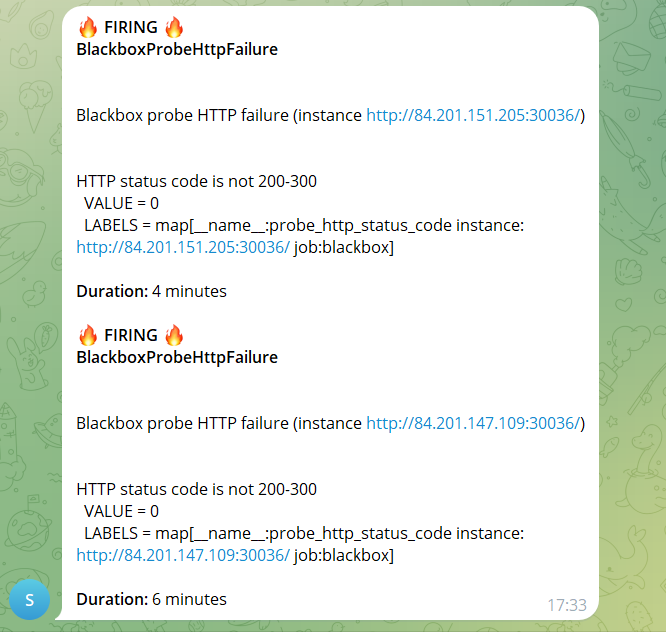 🔥 FIRING 🔥
BlackboxProbeHttpFailure
Blackbox probe HTTP failure (instance http://84.201.151.205:30036/)
HTTP status code is not 200-300
VALUE = 0
LABELS = map[__name__:probe_http_status_code instance:
http://84.201.151.205:30036/ job:blackbox]
Duration: 4 minutes
🔥 FIRING 🔥
BlackboxProbeHttpFailure
Blackbox probe HTTP failure (instance http://84.201.147.109:30036/)
HTTP status code is not 200-300
VALUE = 0
LABELS = map[__name__:probe_http_status_code instance:
http://84.201.147.109:30036/ job:blackbox]
Duration: 6 minutes
S
17:33